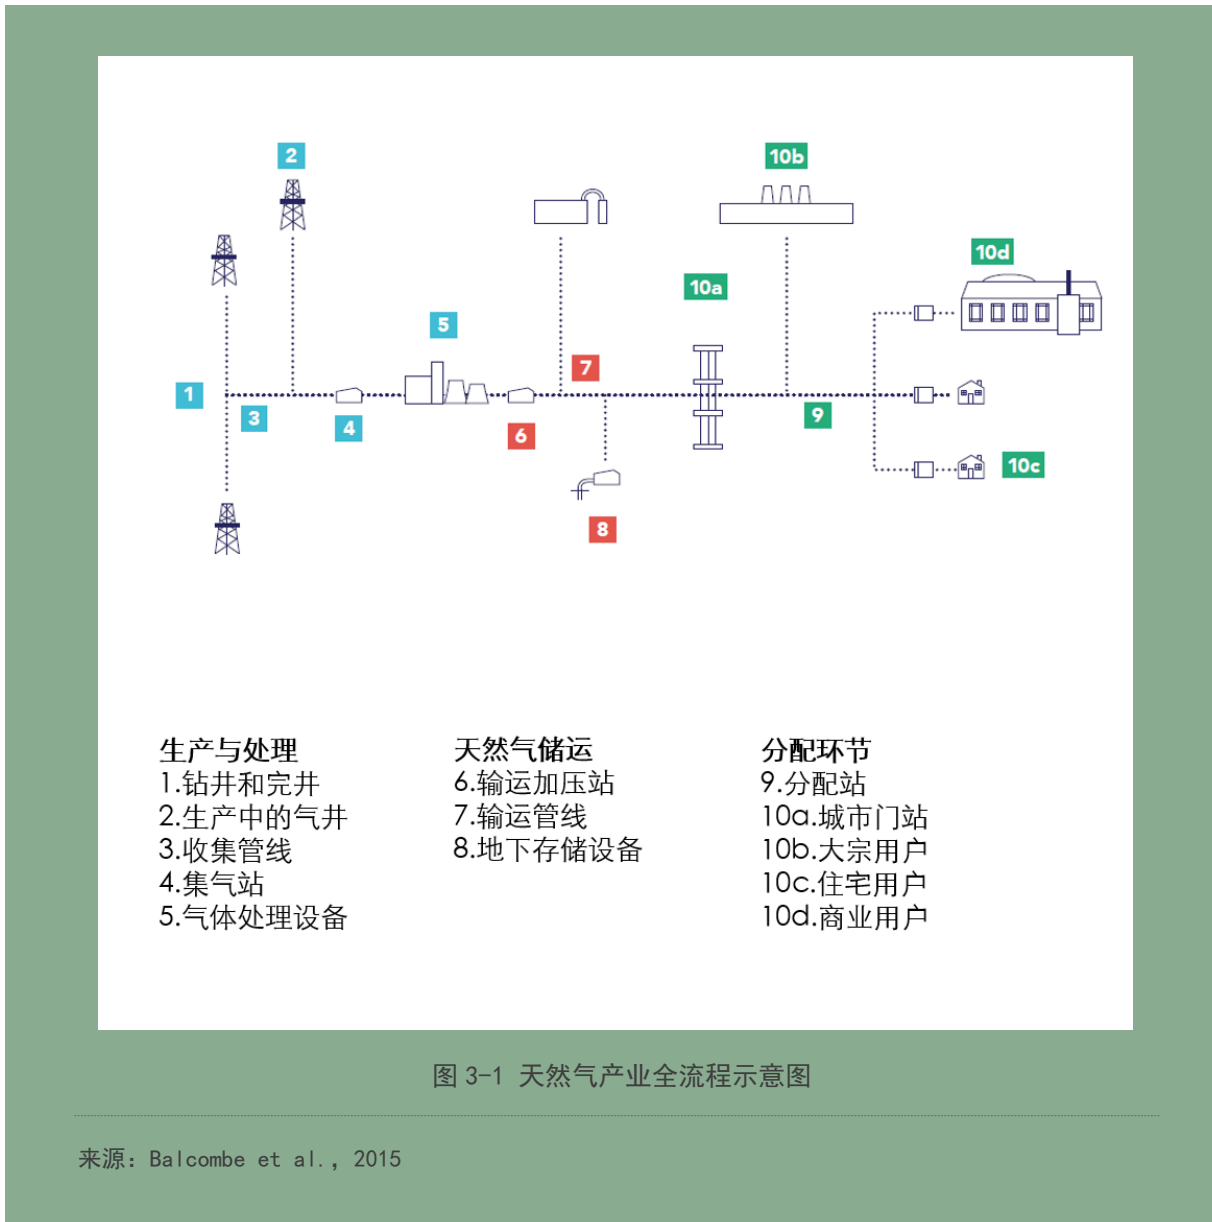 2
10b
10d
10a
5
7
1
3
4
6
9
10c
8
生产与处理
1.钻井和完井
2.生产中的气井
3.收集管线
4.集气站
5.气体处理设备
天然气储运
6.输运加压站
7.输运管线
8.地下存储设备
分配环节
9.分配站
10a.城市门站
10b.大宗用户
10c.住宅用户
10d.商业用户
图 3-1 天然气产业全流程示意图
来源：Balcombe et al., 2015